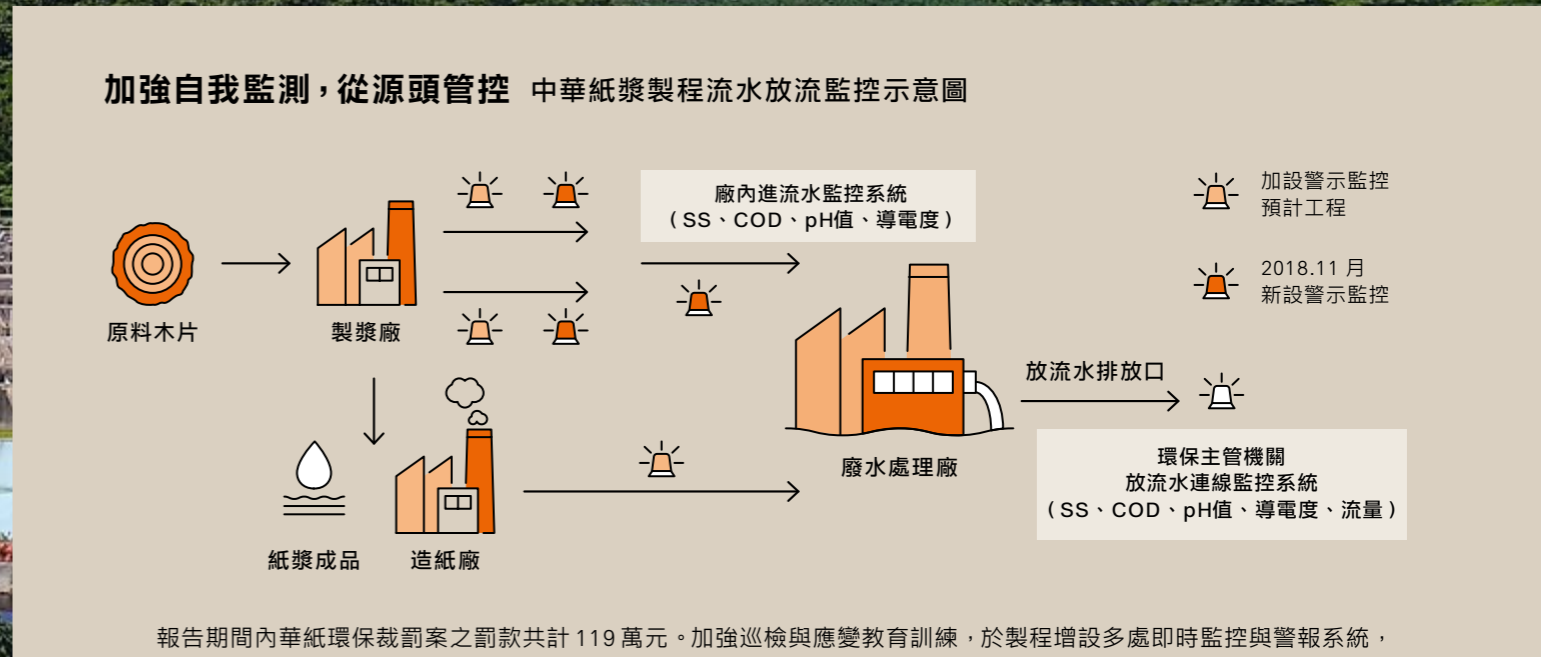 加強自我監測，從源頭管控 中華紙漿製程流水放流監控示意圖
原料木片
製漿廠
廠內進流水監控系統
（SS、COD、pH值、導電度）
加設警示監控
預計工程
2018.11 月
新設警示監控
紙漿成品
造紙廠
廢水處理廠
放流水排放口
環保主管機關
放流水連線監控系統
（SS、COD、pH值、導電度、流量）
報告期間內華紙環保裁罰案之罰款共計 119 萬元。加強巡檢與應變教育訓練，於製程增設多處即時監控與警報系統，